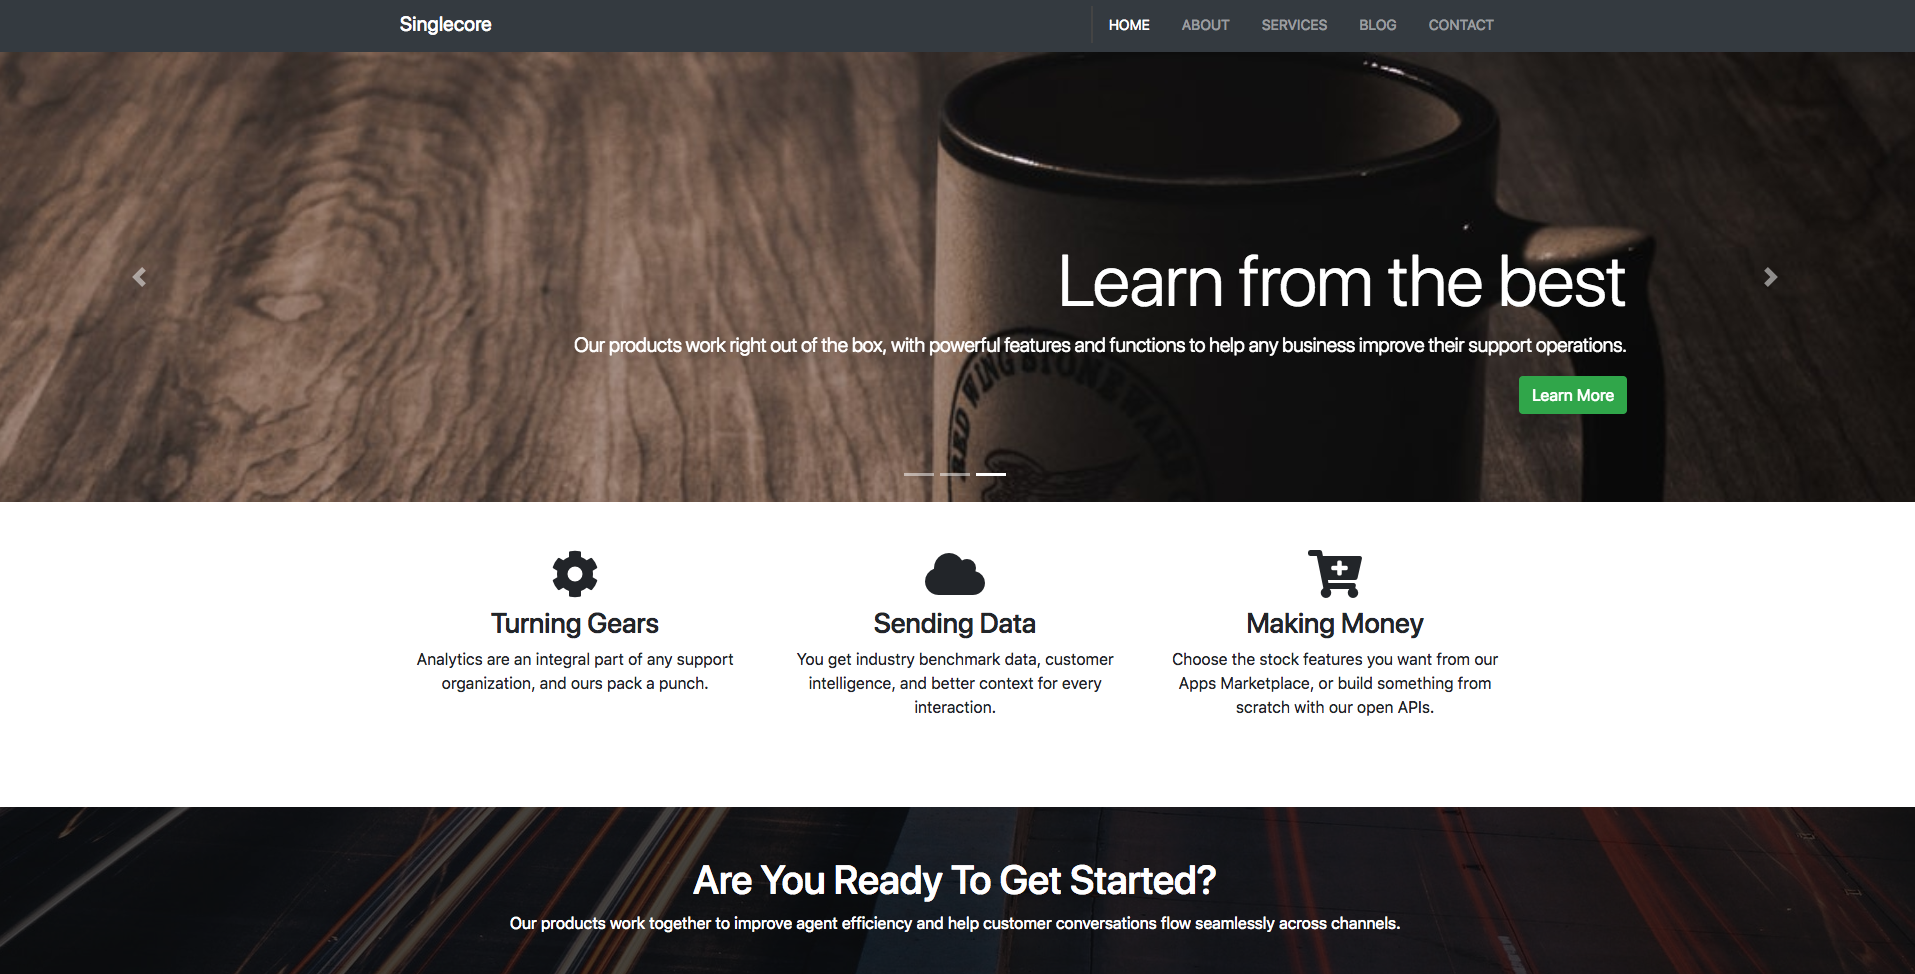 Singlecore
HOME ABOUT SERVICES BLOG CONTACT
Learn from the best
Our products work right out of the box, with powerful features and functions to help any business improve their support operations.
RED WING STONEWARE
Learn More
Turning Gears
Analytics are an integral part of any support
organization, and ours pack a punch.
Sending Data
You get industry benchmark data, customer
intelligence, and better context for every
interaction.
Making Money
Choose the stock features you want from our
Apps Marketplace, or build something from
scratch with our open APIs.
Are You Ready To Get Started?
Our products work together to improve agent efficiency and help customer conversations flow seamlessly across channels.